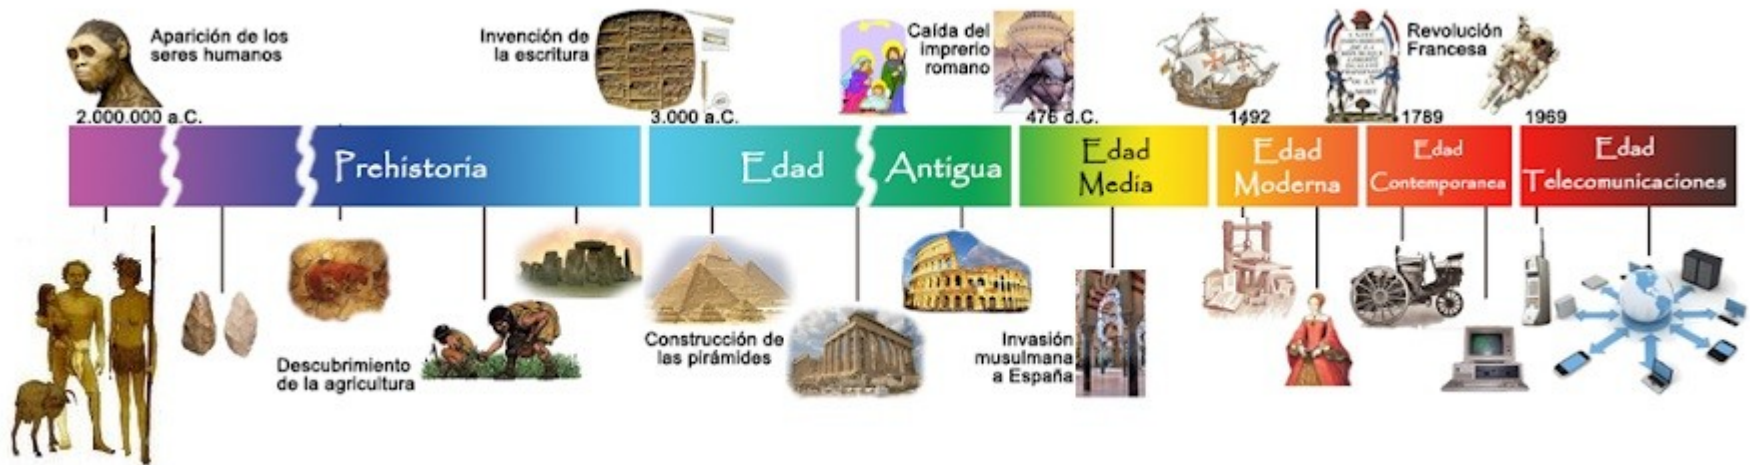 Aparición de los
seres humanos
Invención de
la escritura
Caída del
imprerio
romano
Revolución
Francesa
2.000.000 a.C.
3.000 a.C.
476 d.C.
1492
1789
1969
Prehistoria
Edad Antigua
Edad
Media
Edad
Moderna
Edad
Contemporanea
Edad
Telecomunicaciones
Descubrimiento
de la agricultura
Construcción de
las pirámides
Invasión
musulmana
a España